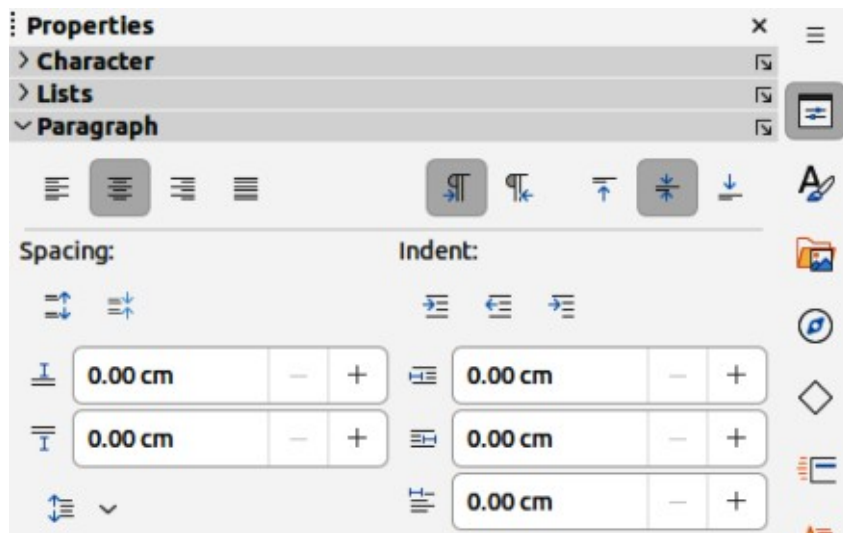 Properties
Character
Lists
Paragraph
Spacing: Indent:
0.00 cm 0.00 cm
0.00 cm 0.00 cm
0.00 cm